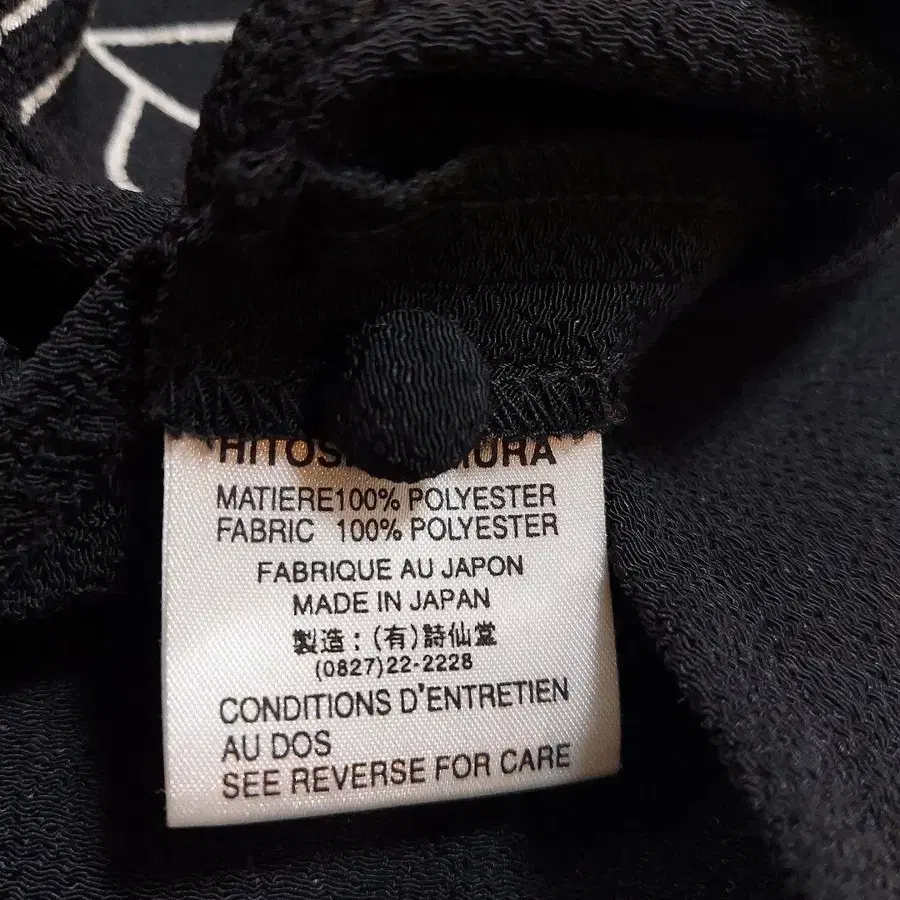 MATIERE100% POLYESTER
FABRIC 100% POLYESTER
FABRIQUE AU JAPON
MADE IN JAPAN
製造:(有)詩仙堂
(0827)22-2228
CONDITIONS D'ENTRETIEN
AU DOS
SEE REVERSE FOR CARE